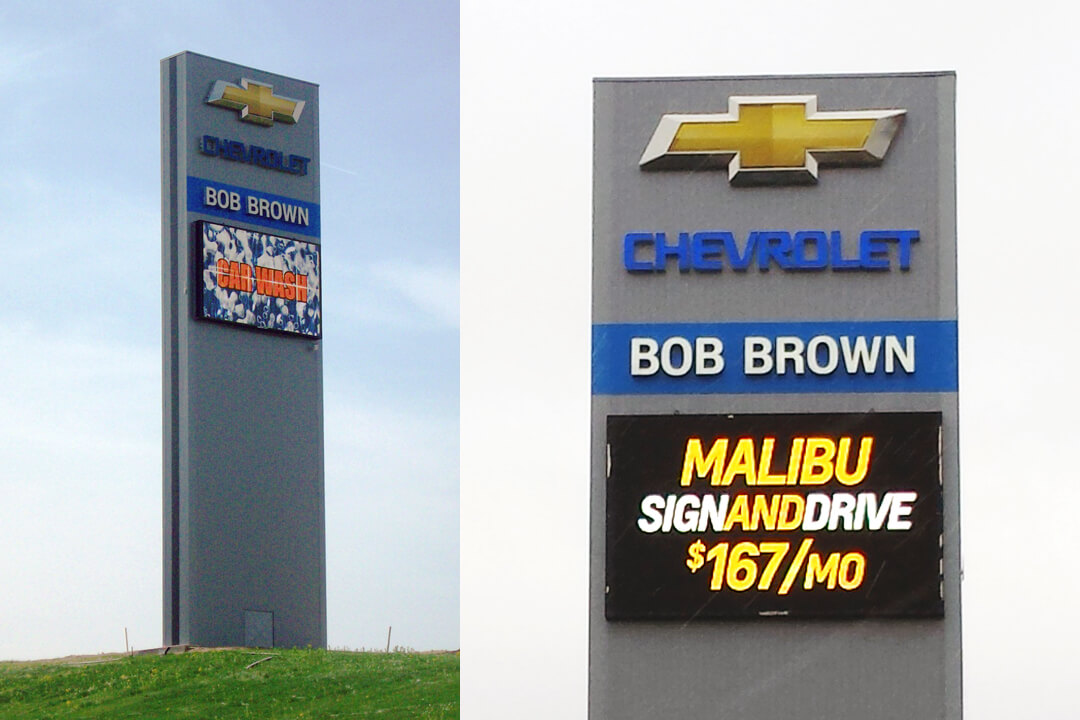 CHEVROLET
BOB BROWN
CAR WASH
CHEVROLET
BOB BROWN
MALIBU
SIGNANDDRIVE
$167/MO